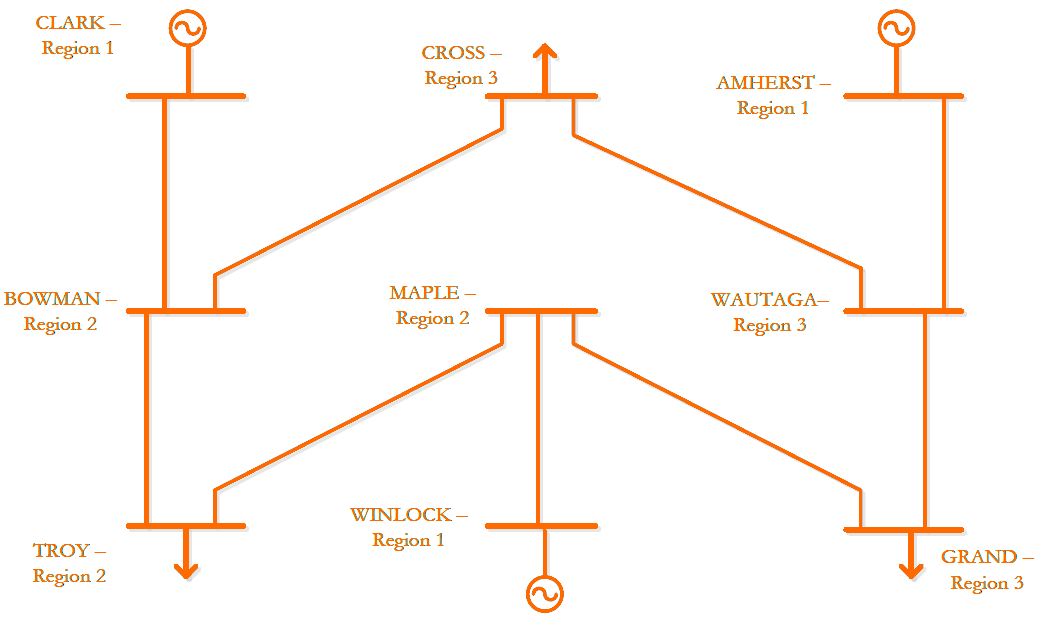 CLARK –
Region 1
CROSS –
Region 3
AMHERST –
Region 1
BOWMAN –
Region 2
MAPLE –
Region 2
WAUTAGA–
Region 3
WINLOCK –
Region 1
TROY –
Region 2
GRAND –
Region 3